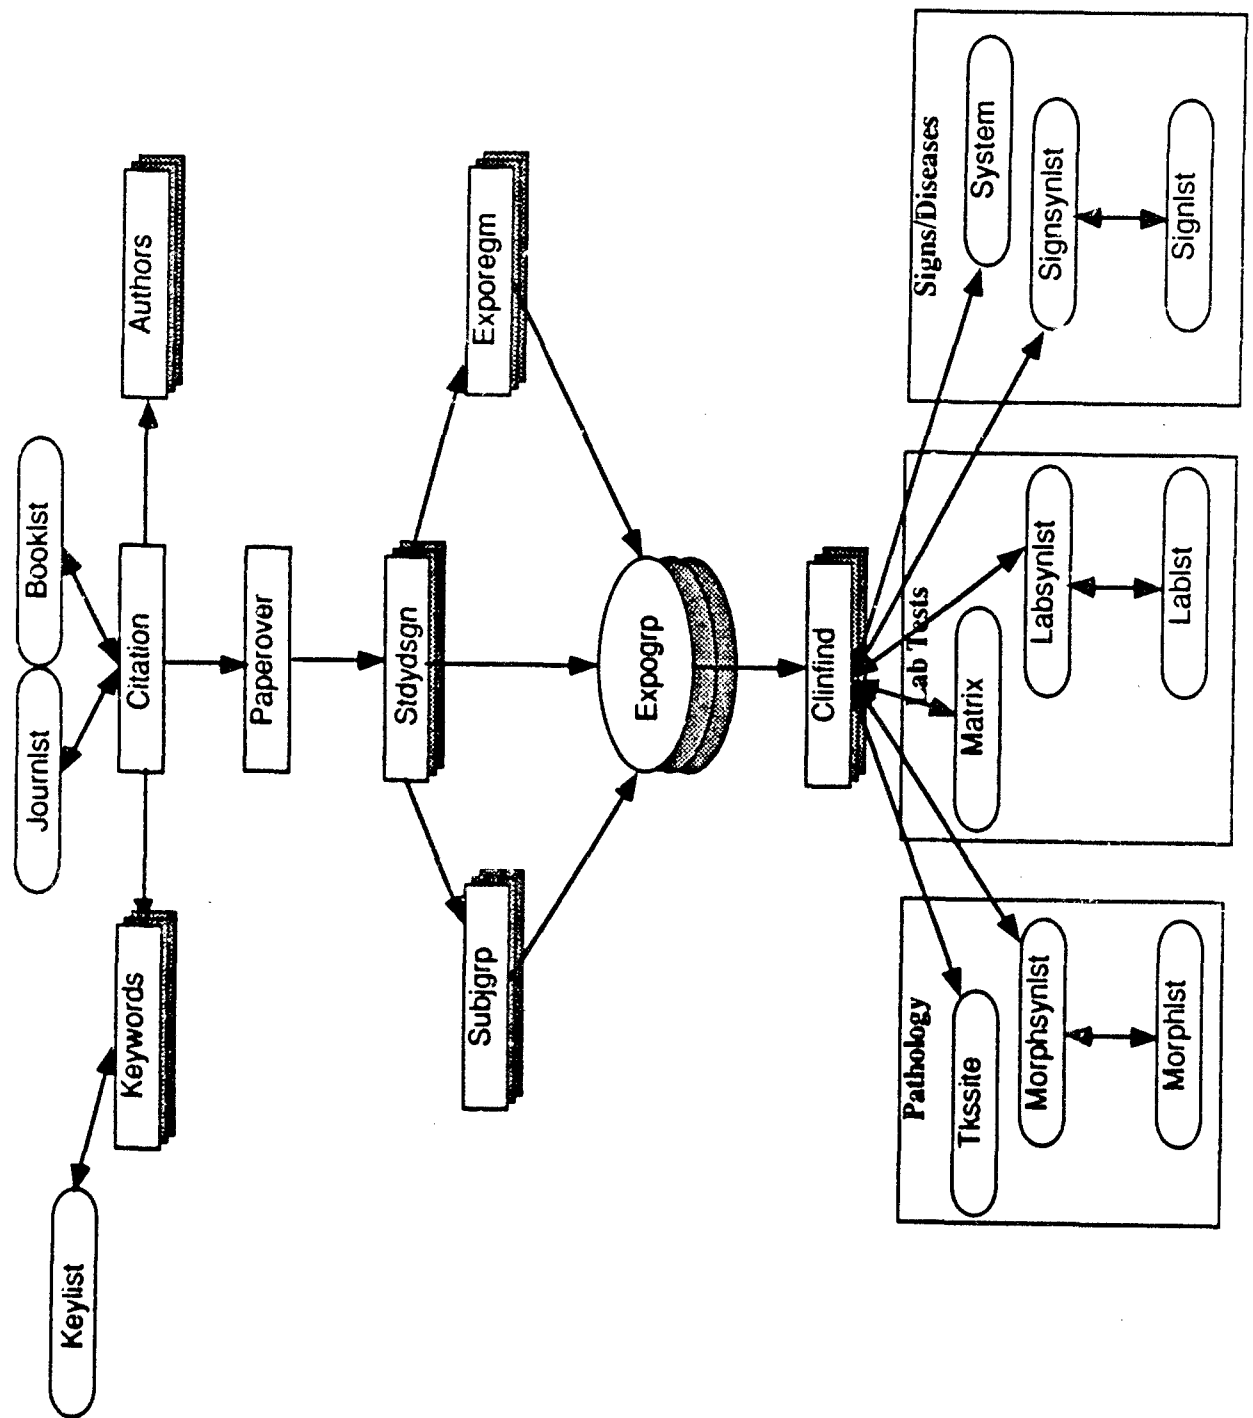 Journlst
Booklst
Keylist
Keywords
Citation
Authors
Paperover
Stdydsgn
Subjgrp
Exporegm
Expogrp
Clinfind
Pathology
Tkssite
Morphsynlst
Morphlst
Lab Tests
Matrix
Labsynlst
Lablst
Signs/Diseases
System
Signsynlst
Signlst